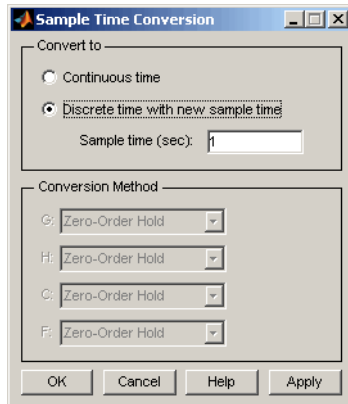 Sample Time Conversion
Convert to
Continuous time
Discrete time with new sample time
Sample time (sec): 1
Conversion Method
G: Zero-Order Hold
H: Zero-Order Hold
C: Zero-Order Hold
F: Zero-Order Hold
OK Cancel Help Apply